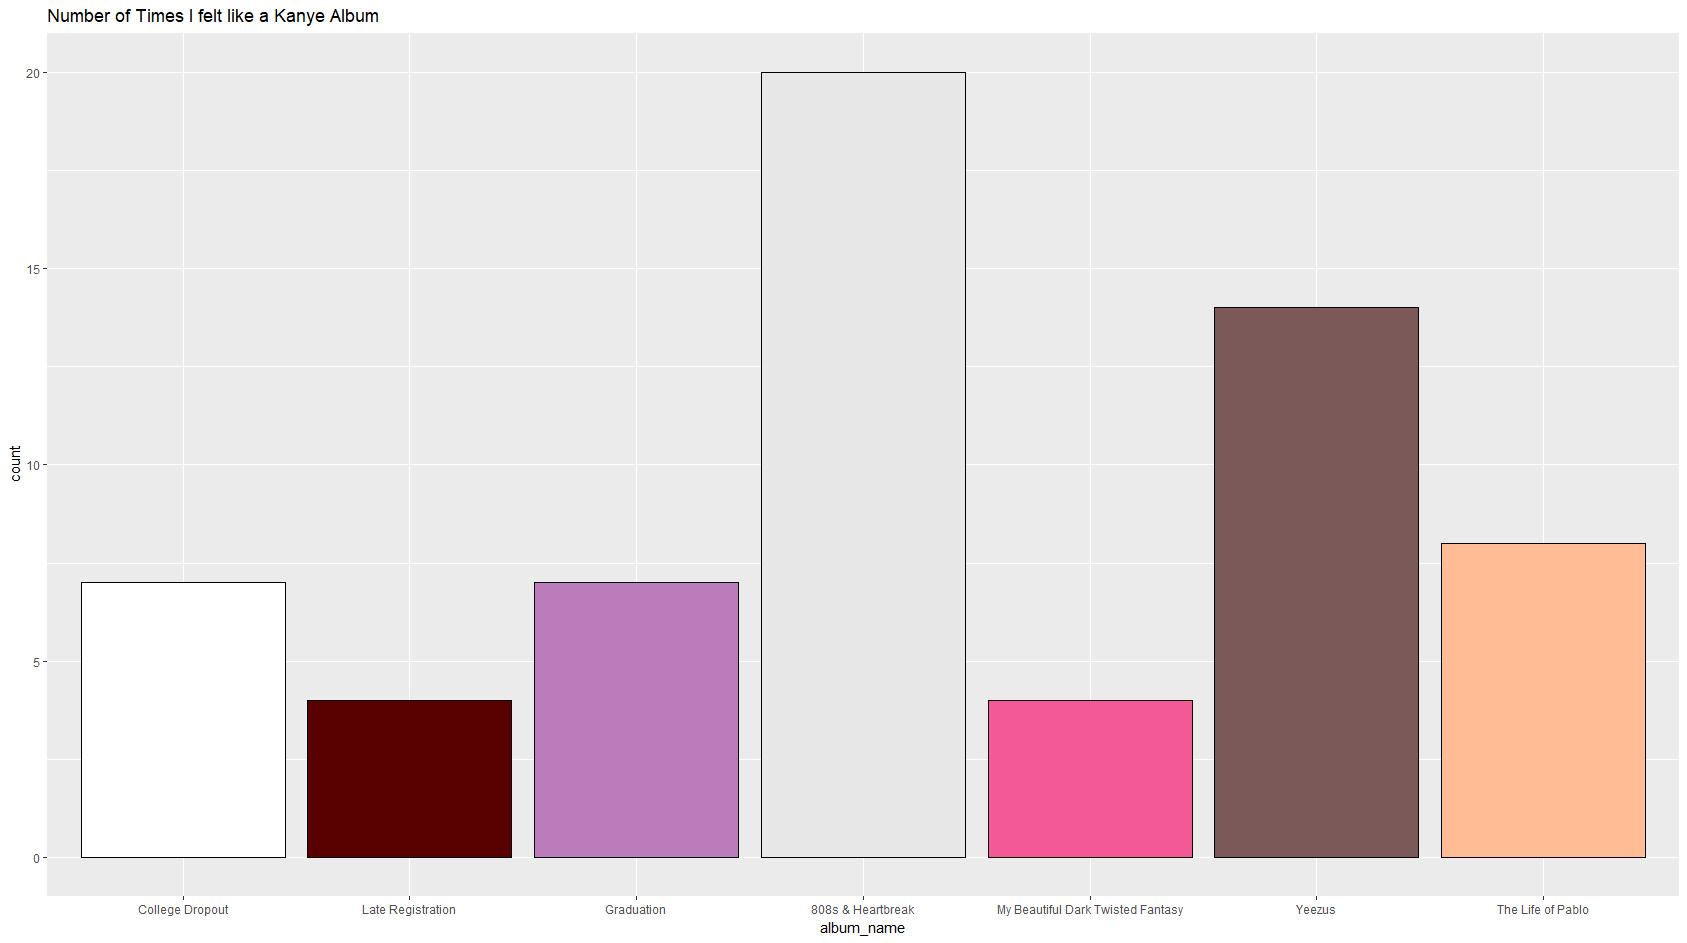 Number of Times I felt like a Kanye Album
count
20
15
10
5
0
College Dropout
Late Registration
Graduation
808s & Heartbreak
My Beautiful Dark Twisted Fantasy
Yeezus
The Life of Pablo
album_name